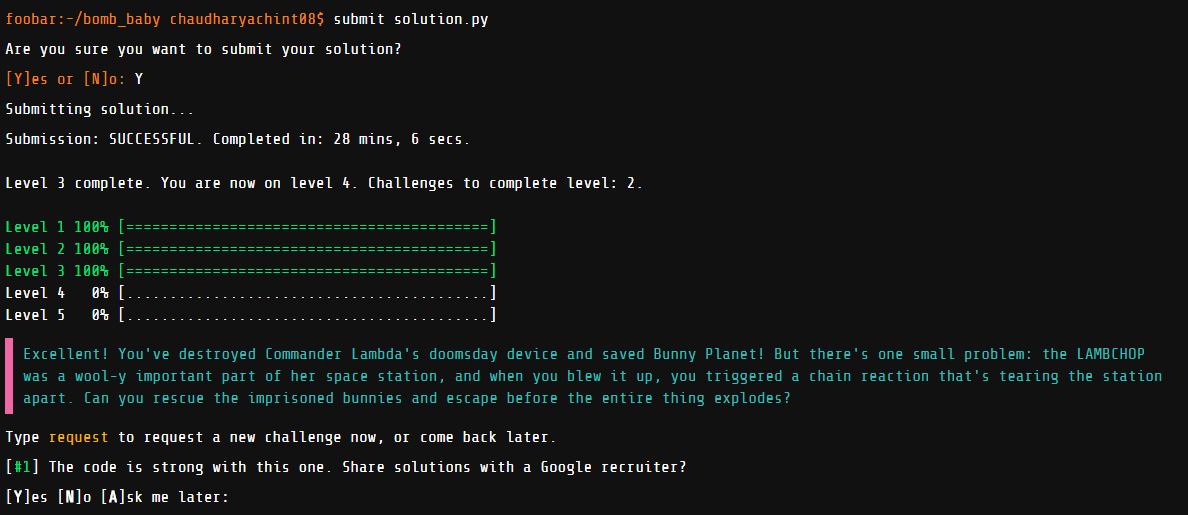 foobar:~/bomb_baby chaudharyachint08$ submit solution.py
Are you sure you want to submit your solution?
[Y]es or [N]o: Y
Submitting solution...
Submission: SUCCESSFUL. Completed in: 28 mins, 6 secs.
Level 3 complete. You are now on level 4. Challenges to complete level: 2.
Level 1 100% [==========================================]
Level 2 100% [==========================================]
Level 3 100% [==========================================]
Level 4   0% [..........................................]
Level 5   0% [..........................................]
Excellent! You've destroyed Commander Lambda's doomsday device and saved Bunny Planet! But there's one small problem: the LAMBCHOP
was a wool-y important part of her space station, and when you blew it up, you triggered a chain reaction that's tearing the station
apart. Can you rescue the imprisoned bunnies and escape before the entire thing explodes?
Type request to request a new challenge now, or come back later.
[#1] The code is strong with this one. Share solutions with a Google recruiter?
[Y]es [N]o [A]sk me later: